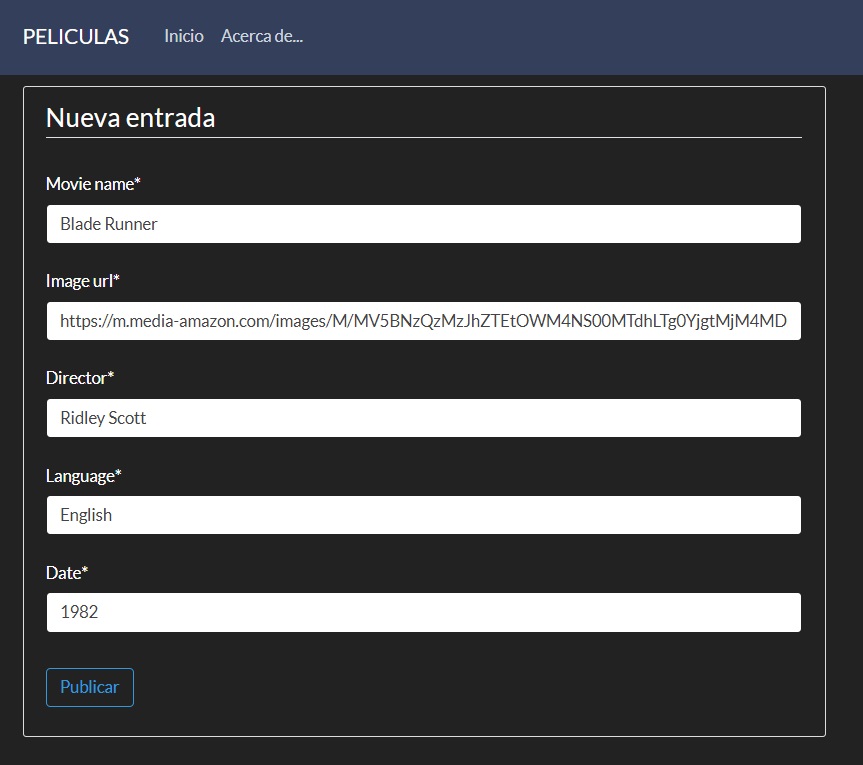 PELICULAS Inicio Acerca de...
Nueva entrada
Movie name*
Blade Runner
Image url*
https://m.media-amazon.com/images/M/MV5BNzQzMzJhZTEtOWM4NS00MTdhLTg0YjgtMjM4MD
Director*
Ridley Scott
Language*
English
Date*
1982
Publicar